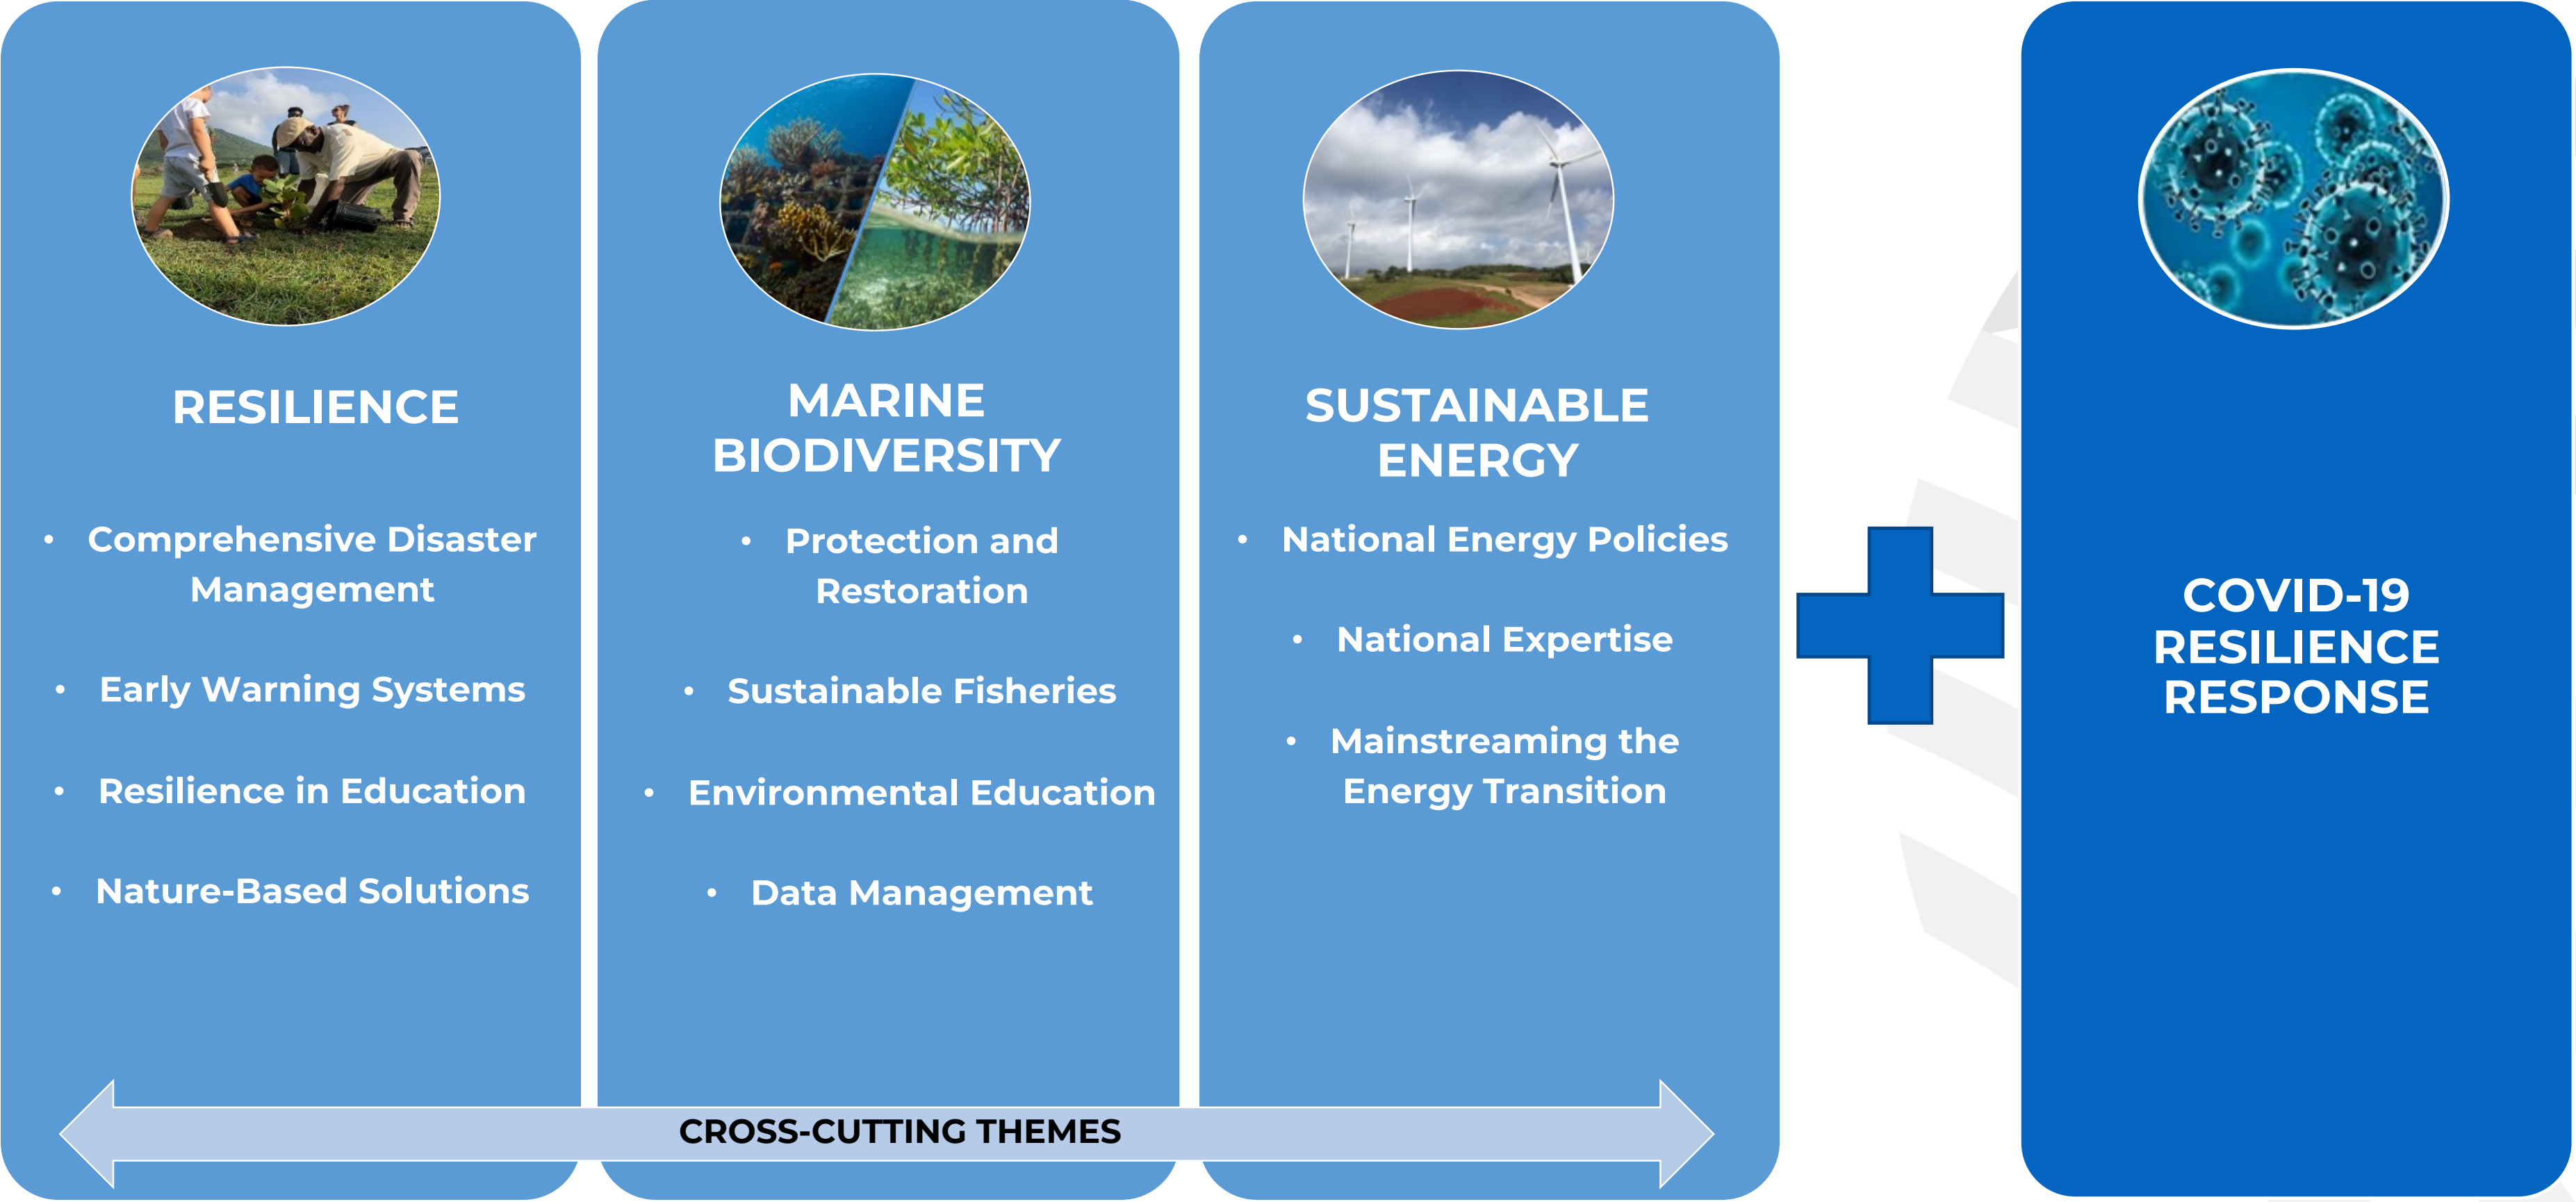 RESILIENCE
• Comprehensive Disaster
Management
• Early Warning Systems
• Resilience in Education
• Nature-Based Solutions
MARINE
BIODIVERSITY
• Protection and
Restoration
• Sustainable Fisheries
• Environmental Education
• Data Management
SUSTAINABLE
ENERGY
• National Energy Policies
• National Expertise
• Mainstreaming the
Energy Transition
CROSS-CUTTING THEMES
COVID-19
RESILIENCE
RESPONSE